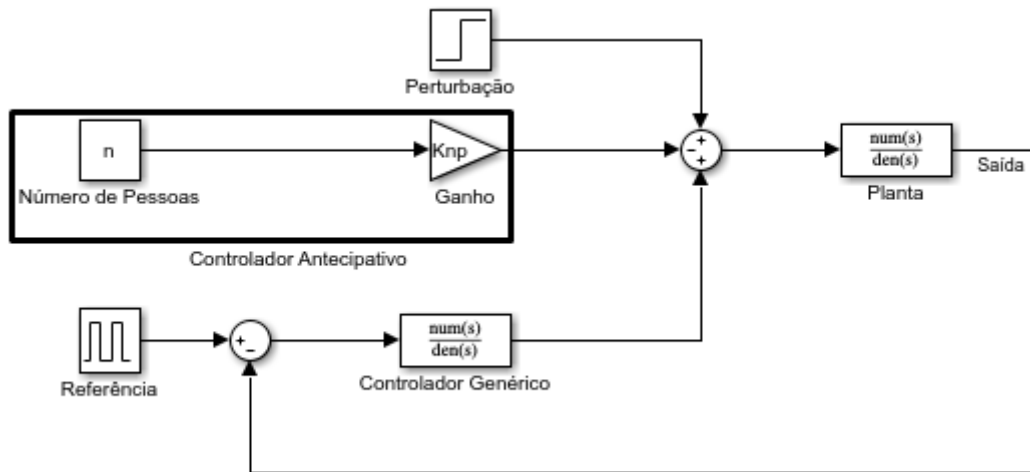 Perturbação
n
Knp
Número de Pessoas
Ganho
Controlador Antecipativo
+
-
+
num(s)
den(s)
Planta
Saída
Referência
+
-
num(s)
den(s)
Controlador Genérico